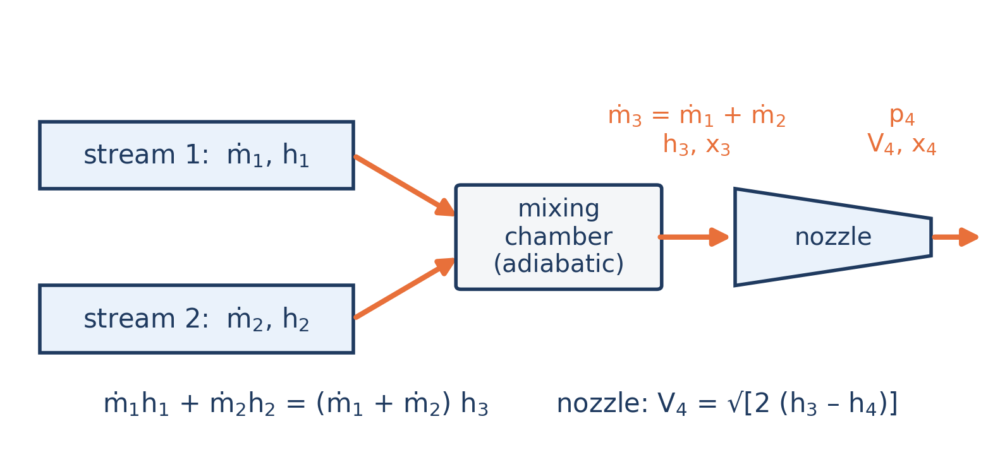 ṁ₃ = ṁ₁ + ṁ₂
h₃, x₃
p₄
V₄, x₄
stream 1:  ṁ₁, h₁
mixing
chamber
(adiabatic)
nozzle
stream 2:  ṁ₂, h₂
ṁ₁h₁ + ṁ₂h₂ = (ṁ₁ + ṁ₂) h₃
nozzle: V₄ = √[2 (h₃ – h₄)]